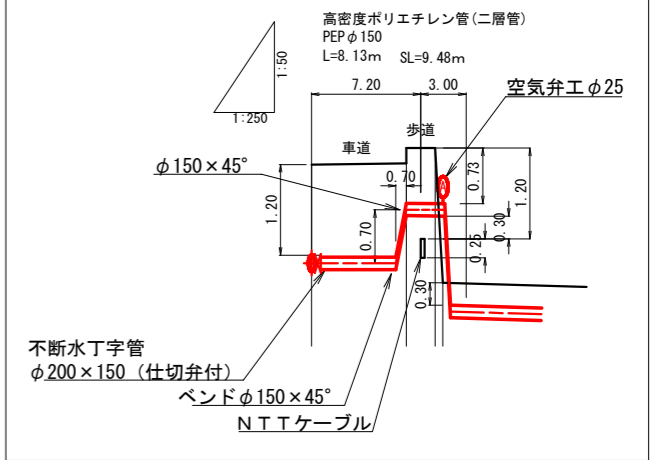 高密度ポリエチレン管(二層管)
PEPφ150
L=8.13m SL=9.48m
1:50
1:250
7.20
3.00
空気弁工φ25
歩道
車道
φ150×45°
0.70
0.73
1.20
1.20
0.30
0.70
0.25
0.30
不断水丁字管
φ200×150（仕切弁付）
ベンドφ150×45°
NTTケーブル